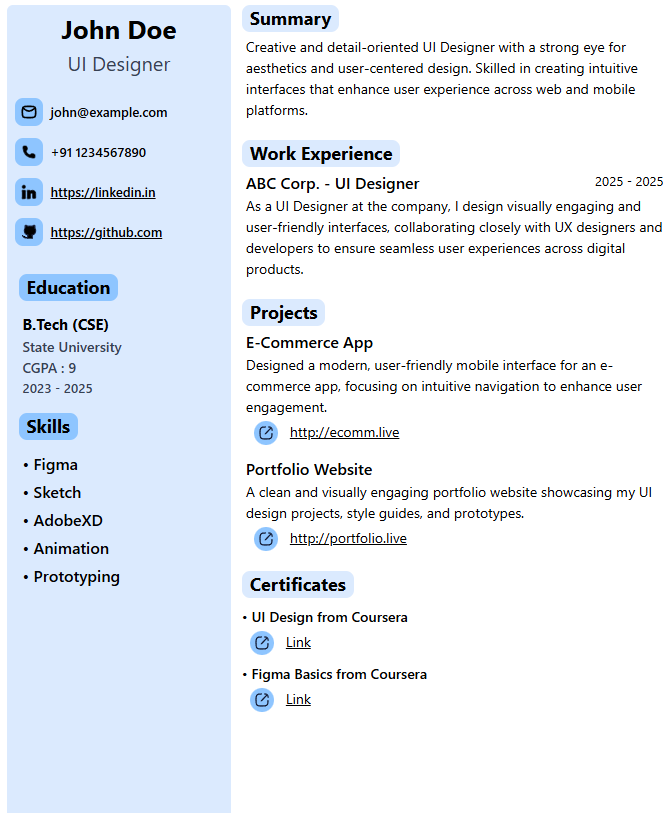 John Doe
UI Designer
john@example.com
+91 1234567890
https://linkedin.in
https://github.com
Education
B.Tech (CSE)
State University
CGPA : 9
2023 - 2025
Skills
• Figma
• Sketch
• AdobeXD
• Animation
• Prototyping
Summary
Creative and detail-oriented UI Designer with a strong eye for
aesthetics and user-centered design. Skilled in creating intuitive
interfaces that enhance user experience across web and mobile
platforms.
Work Experience
ABC Corp. - UI Designer 2025 - 2025
As a UI Designer at the company, I design visually engaging and
user-friendly interfaces, collaborating closely with UX designers and
developers to ensure seamless user experiences across digital
products.
Projects
E-Commerce App
Designed a modern, user-friendly mobile interface for an e-
commerce app, focusing on intuitive navigation to enhance user
engagement.
http://ecomm.live
Portfolio Website
A clean and visually engaging portfolio website showcasing my UI
design projects, style guides, and prototypes.
http://portfolio.live
Certificates
• UI Design from Coursera
Link
• Figma Basics from Coursera
Link